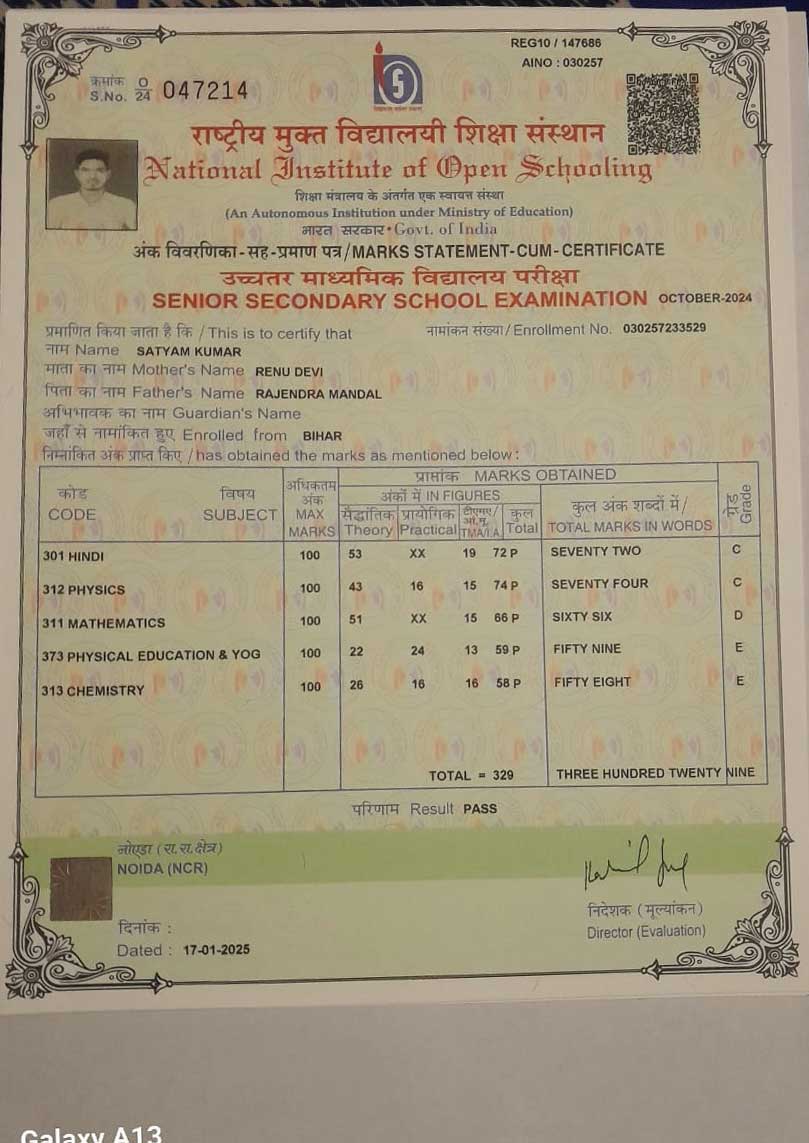 REG10 / 147686
AINO : 030257
क्रमांक
S.No.
O
24
047214
राष्ट्रीय मुक्त विद्यालयी शिक्षा संस्थान
National Institute of Open Schooling
शिक्षा मंत्रालय के अंतर्गत एक स्वायत्त संस्था
(An Autonomous Institution under Ministry of Education)
भारत सरकार • Govt. of India
अंक विवरणिका - सह - प्रमाण पत्र / MARKS STATEMENT-CUM-CERTIFICATE
उच्चतर माध्यमिक विद्यालय परीक्षा
SENIOR SECONDARY SCHOOL EXAMINATION OCTOBER-2024
प्रमाणित किया जाता है कि / This is to certify that नामांकन संख्या / Enrollment No. 030257233529
नाम Name SATYAM KUMAR
माता का नाम Mother's Name RENU DEVI
पिता का नाम Father's Name RAJENDRA MANDAL
अभिभावक का नाम Guardian's Name
जहाँ से नामांकित हुए Enrolled from BIHAR
निम्नांकित अंक प्राप्त किए / has obtained the marks as mentioned below :
कोड CODE विषय SUBJECT अधिकतम अंक MAX MARKS प्राप्तांक MARKS OBTAINED ग्रेड Grade
अंकों में IN FIGURES कुल अंक शब्दों में / TOTAL MARKS IN WORDS
सैद्धांतिक Theory प्रायोगिक Practical टीएमए/ आं.मू. TMA/I.A. कुल Total
301 HINDI 100 53 XX 19 72 P SEVENTY TWO C
312 PHYSICS 100 43 16 15 74 P SEVENTY FOUR C
311 MATHEMATICS 100 51 XX 15 66 P SIXTY SIX D
373 PHYSICAL EDUCATION & YOG 100 22 24 13 59 P FIFTY NINE E
313 CHEMISTRY 100 26 16 16 58 P FIFTY EIGHT E
TOTAL = 329 THREE HUNDRED TWENTY NINE
परिणाम Result PASS
नोएडा (रा.रा.क्षेत्र)
NOIDA (NCR)
निदेशक (मूल्यांकन)
Director (Evaluation)
दिनांक :
Dated : 17-01-2025
Galaxy A13